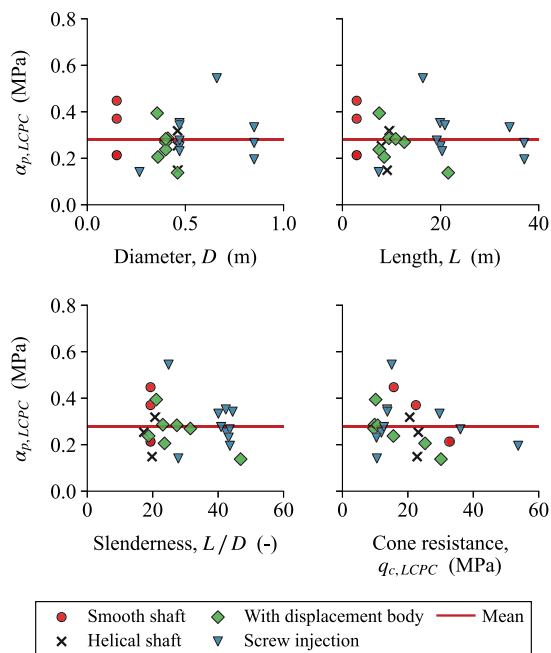 0.8
0.6
0.4
0.2
0.0
α_{p,LCPC} (MPa)
0.0 0.5 1.0
Diameter, D (m)
0 20 40
Length, L (m)
0.8
0.6
0.4
0.2
0.0
α_{p,LCPC} (MPa)
0 20 40 60
Slenderness, L / D (-)
0 20 40 60
Cone resistance,
q_{c,LCPC} (MPa)
Smooth shaft With displacement body Mean
Helical shaft Screw injection